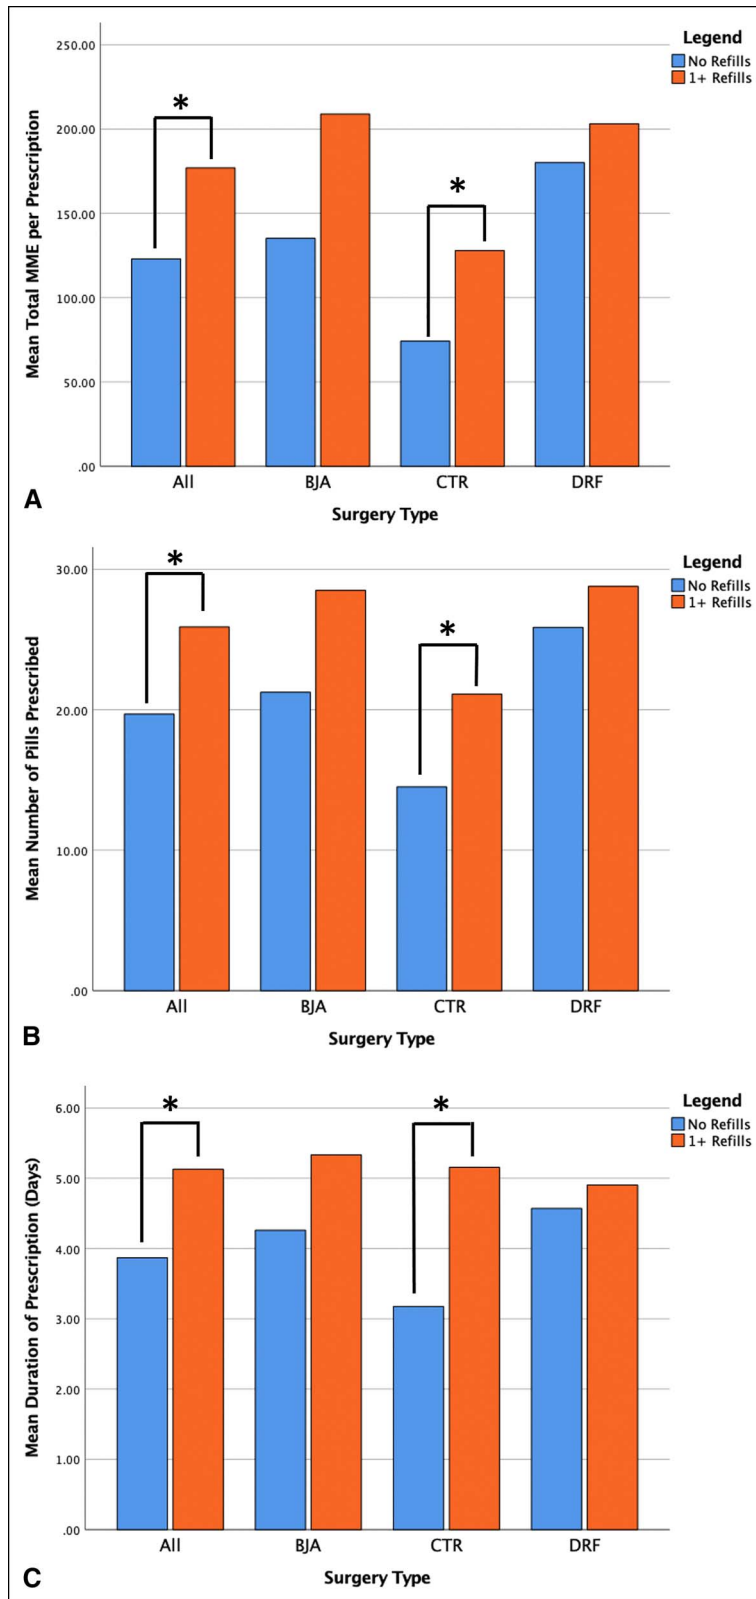 Legend
No Refills
1+ Refills
Mean Total MME per Prescription
250.00
200.00
150.00
100.00
50.00
.00
*
*
All BJA CTR DRF
Surgery Type
A
Legend
No Refills
1+ Refills
Mean Number of Pills Prescribed
30.00
20.00
10.00
.00
*
*
All BJA CTR DRF
Surgery Type
B
Legend
No Refills
1+ Refills
Mean Duration of Prescription (Days)
6.00
5.00
4.00
3.00
2.00
1.00
.00
*
*
All BJA CTR DRF
Surgery Type
C